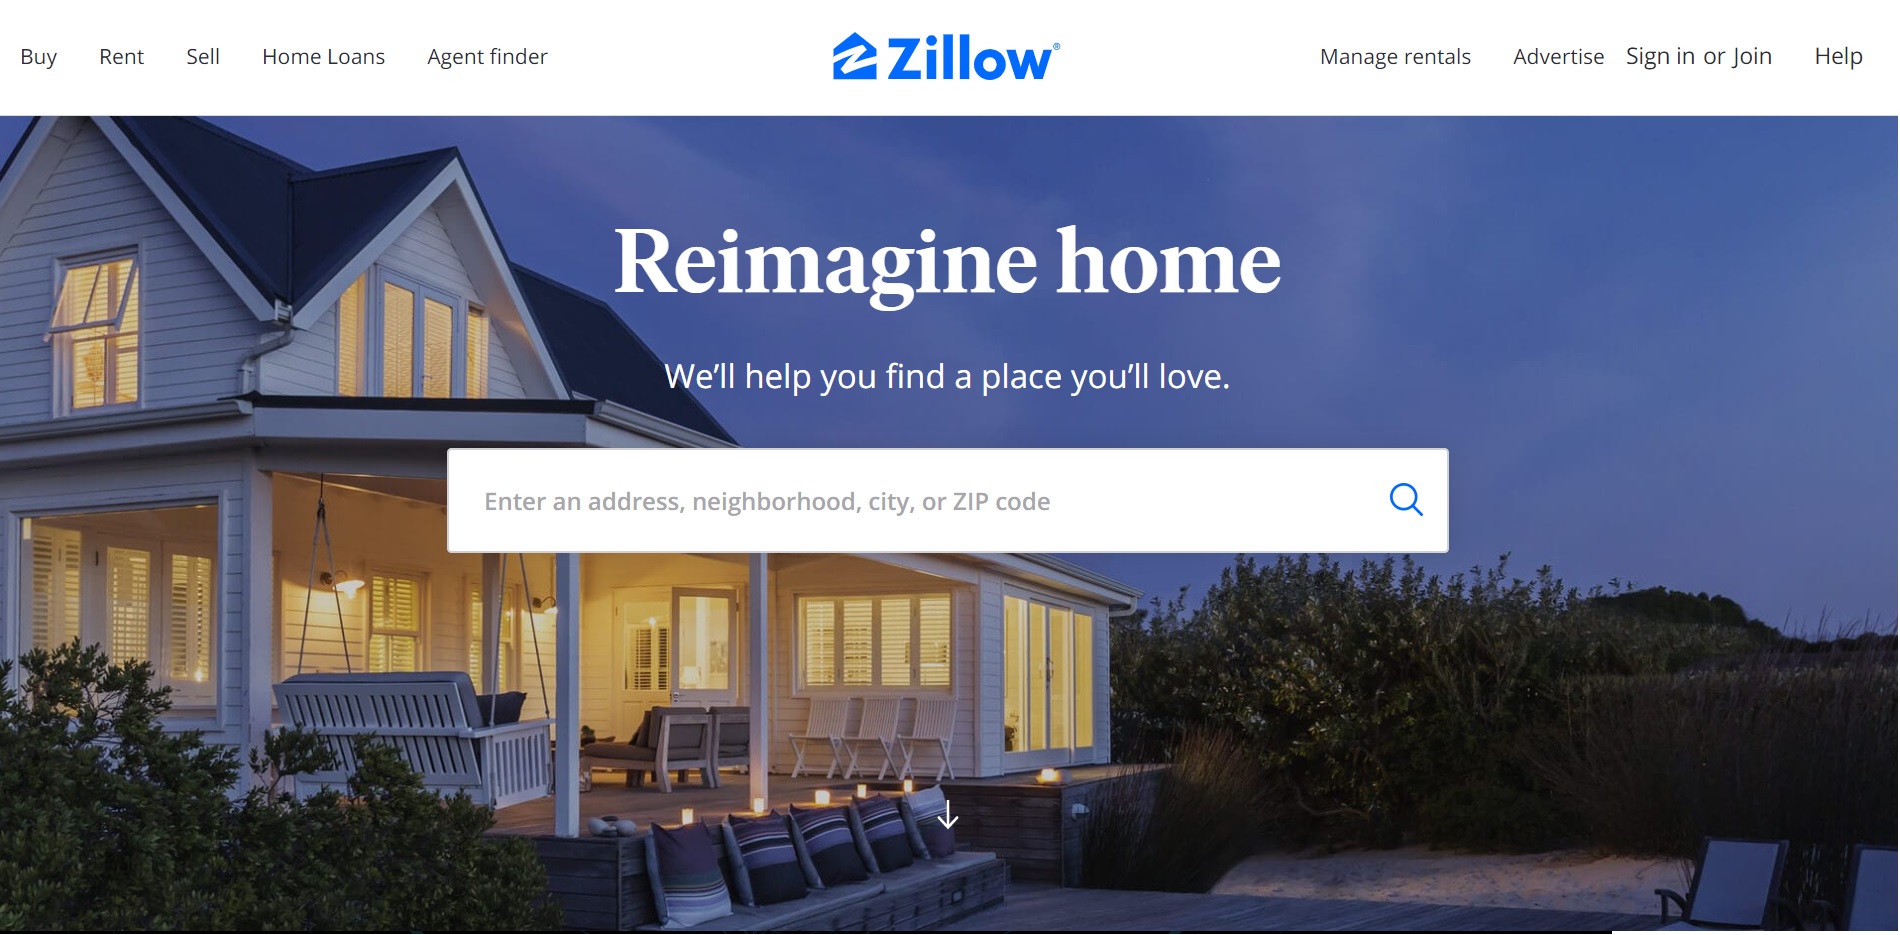 Buy Rent Sell Home Loans Agent finder Zillow® Manage rentals Advertise Sign in or Join Help
Reimagine home
We’ll help you find a place you’ll love.
Enter an address, neighborhood, city, or ZIP code